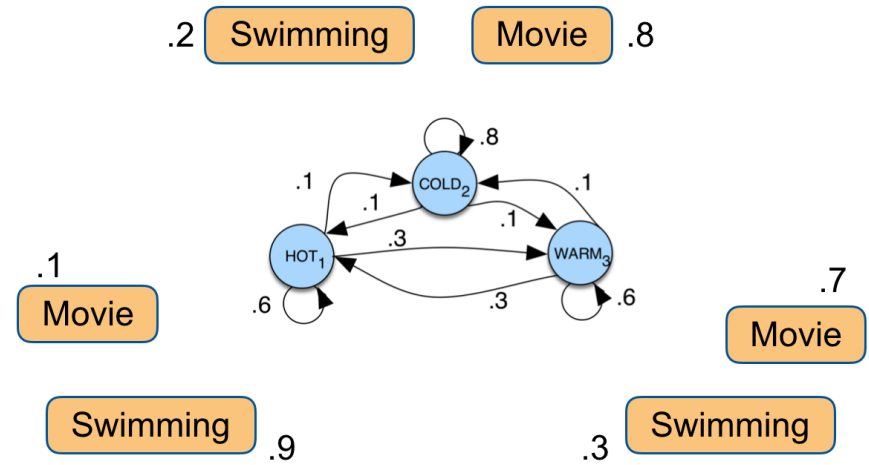 .2 Swimming Movie .8
.8
.1 COLD2 .1
.1 .1
HOT1 .3 WARM3
.1 .6 .3 .6 .7
Movie Movie
Swimming .9 .3 Swimming